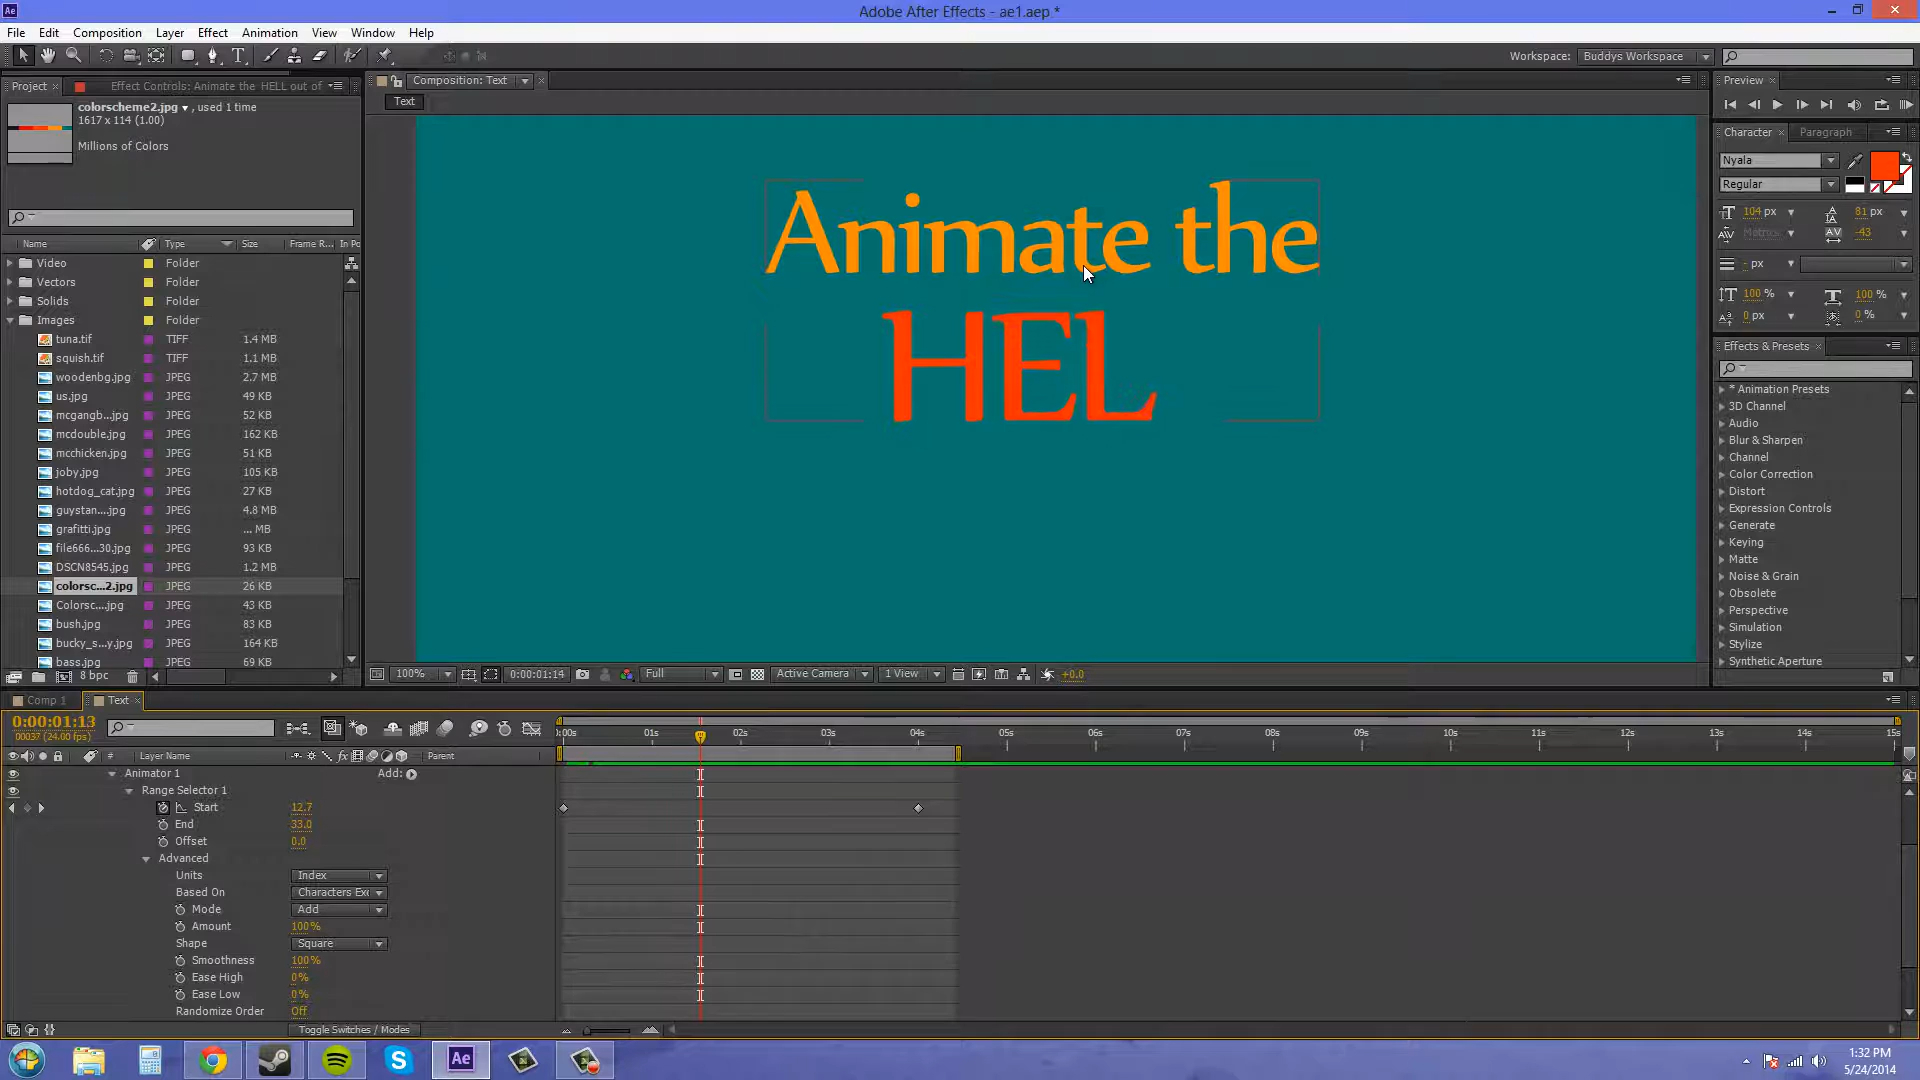 Adobe After Effects - ae1.aep *
File Edit Composition Layer Effect Animation View Window Help
Workspace: Buddys Workspace
Project Effect Controls: Animate the HELL out of
Composition: Text
Text
colorscheme2.jpg , used 1 time
1617 x 114 (1.00)
Millions of Colors
Name Type Size Frame R... In Po
Video Folder
Vectors Folder
Solids Folder
Images Folder
tuna.tif TIFF 1.4 MB
squish.tif TIFF 1.1 MB
woodenbg.jpg JPEG 2.7 MB
us.jpg JPEG 49 KB
mcgangb...jpg JPEG 52 KB
mcdouble.jpg JPEG 162 KB
mcchicken.jpg JPEG 51 KB
joby.jpg JPEG 105 KB
hotdog_cat.jpg JPEG 27 KB
guystan....jpg JPEG 4.8 MB
grafitti.jpg JPEG ... MB
file666...30.jpg JPEG 93 KB
DSCN8545.jpg JPEG 1.2 MB
colorsc...2.jpg JPEG 26 KB
Colorsc....jpg JPEG 43 KB
bush.jpg JPEG 83 KB
bucky_s...y.jpg JPEG 164 KB
bass.jpg JPEG 69 KB
8 bpc
Animate the
HEL
100% 0:00:01:14 Full Active Camera 1 View +0.0
Preview
Character Paragraph
Nyala
Regular
104 px 81 px
Metrics -43
- px
100 % 100 %
0 px 0 %
Effects & Presets
* Animation Presets
3D Channel
Audio
Blur & Sharpen
Channel
Color Correction
Distort
Expression Controls
Generate
Keying
Matte
Noise & Grain
Obsolete
Perspective
Simulation
Stylize
Synthetic Aperture
Comp 1 Text
0:00:01:13
00037 (24.00 fps)
# Layer Name Parent
):00s 01s 02s 03s 04s 05s 06s 07s 08s 09s 10s 11s 12s 13s 14s 15s
Animator 1 Add:
Range Selector 1
Start 12.7
End 33.0
Offset 0.0
Advanced
Units Index
Based On Characters Exc
Mode Add
Amount 100%
Shape Square
Smoothness 100%
Ease High 0%
Ease Low 0%
Randomize Order Off
Toggle Switches / Modes
Ae
1:32 PM
5/24/2014